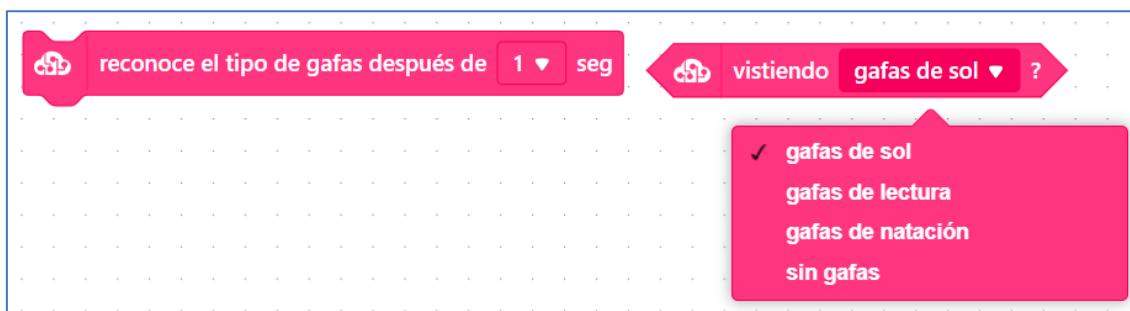 reconoce el tipo de gafas después de 1 seg
vistiendo gafas de sol ?
gafas de sol
gafas de lectura
gafas de natación
sin gafas